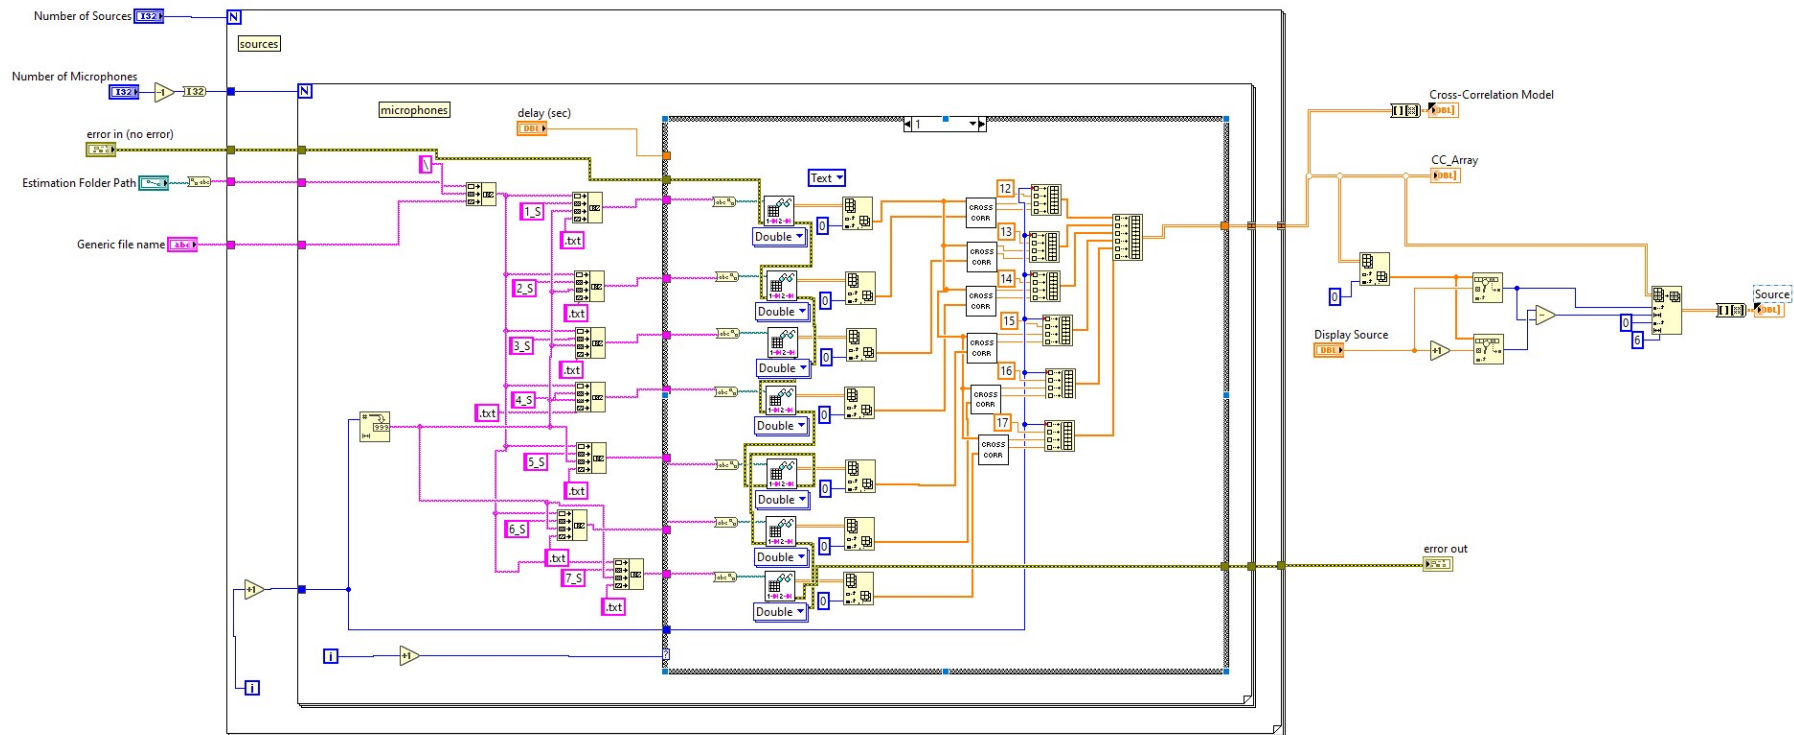 Number of Sources
I32
N
sources
Number of Microphones
I32
-1
I32
N
microphones
delay (sec)
DBL
1
error in (no error)
Estimation Folder Path
Generic file name
abc
\
1_S
.txt
2_S
.txt
3_S
.txt
4_S
.txt
5_S
.txt
6_S
.txt
7_S
.txt
Text
Double
0
Double
0
Double
0
Double
0
Double
0
Double
0
Double
0
12
CROSS
CORR
13
CROSS
CORR
14
CROSS
CORR
15
CROSS
CORR
16
CROSS
CORR
17
CROSS
CORR
+1
i
i
+1
?
Cross-Correlation Model
DBL
CC_Array
DBL
0
Display Source
DBL
+1
0
6
Source
DBL
error out